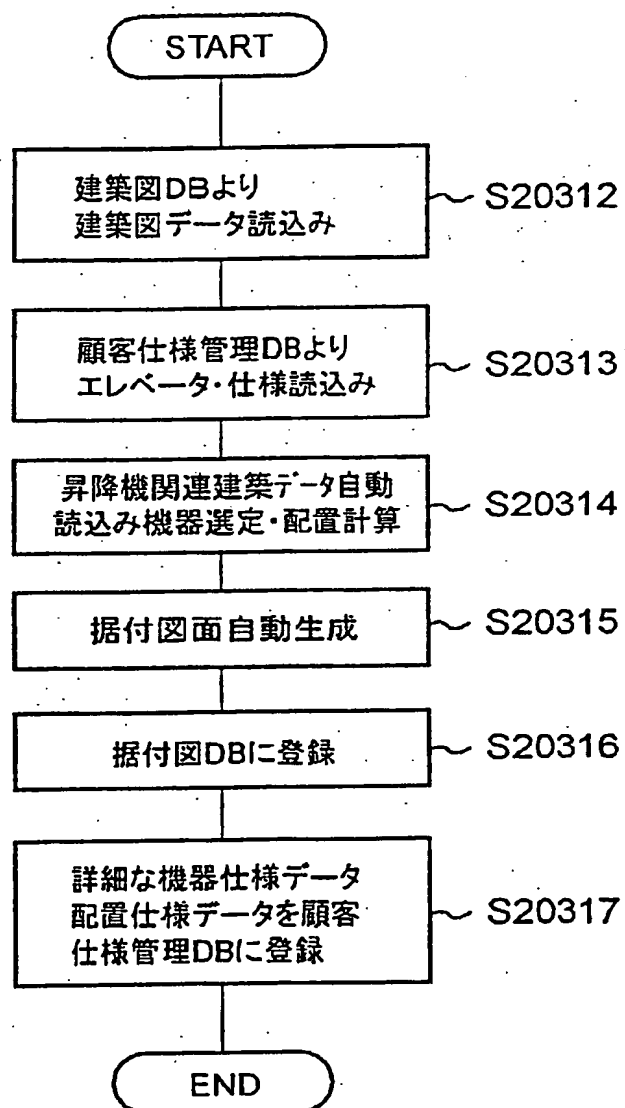 START
建築図DBより
建築図データ読込み
S20312
顧客仕様管理DBより
エレベータ・仕様読込み
S20313
昇降機関連建築データ自動
読込み機器選定・配置計算
S20314
据付図面自動生成
S20315
据付図DBに登録
S20316
詳細な機器仕様データ
配置仕様データを顧客
仕様管理DBに登録
S20317
END